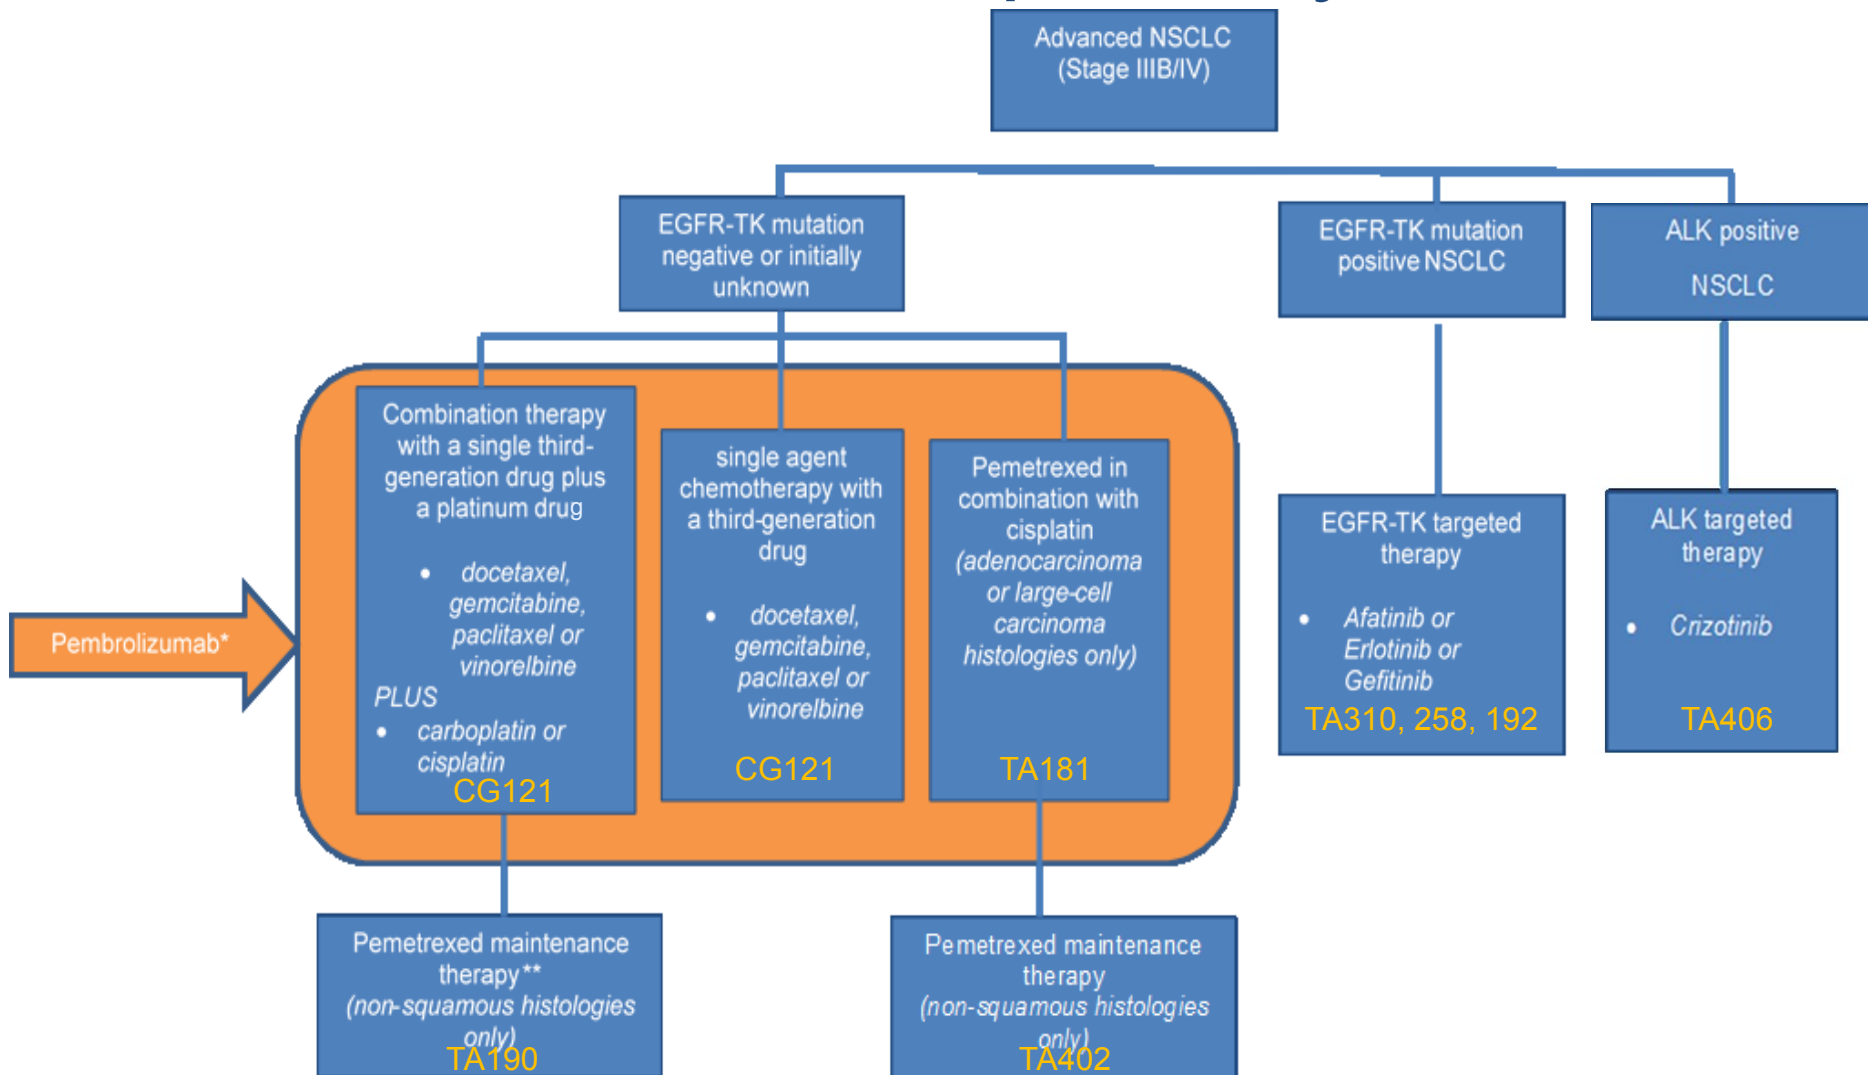 Advanced NSCLC
(Stage IIIB/IV)
EGFR-TK mutation
negative or initially
unknown
EGFR-TK mutation
positive NSCLC
ALK positive
NSCLC
Combination therapy
with a single third-
generation drug plus
a platinum drug
• docetaxel,
gemcitabine,
paclitaxel or
vinorelbine
PLUS
• carboplatin or
cisplatin
CG121
single agent
chemotherapy with
a third-generation
drug
• docetaxel,
gemcitabine,
paclitaxel or
vinorelbine
CG121
Pemetrexed in
combination with
cisplatin
(adenocarcinoma
or large-cell
carcinoma
histologies only)
TA181
EGFR-TK targeted
therapy
• Afatinib or
Erlotinib or
Gefitinib
TA310, 258, 192
ALK targeted
therapy
• Crizotinib
TA406
Pembrolizumab*
Pemetrexed maintenance
therapy**
(non-squamous histologies
only)
TA190
Pemetrexed maintenance
therapy
(non-squamous histologies
only)
TA402